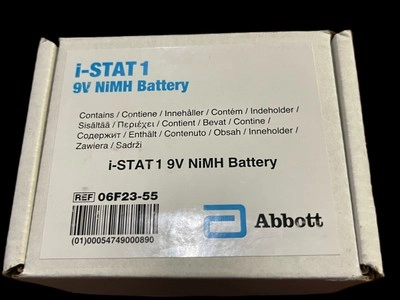 i-STAT 1
9V NiMH Battery
Contains / Contiene / Innehåller / Contém / Indeholder /
Sisältää / Περιέχει / Contient / Bevat / Contine /
Содержит / Enthält / Contenuto / Obsah / Inneholder /
Zawiera / Sadrži
i-STAT 1 9V NiMH Battery
REF 06F23-55
(01)00054749000890
Abbott